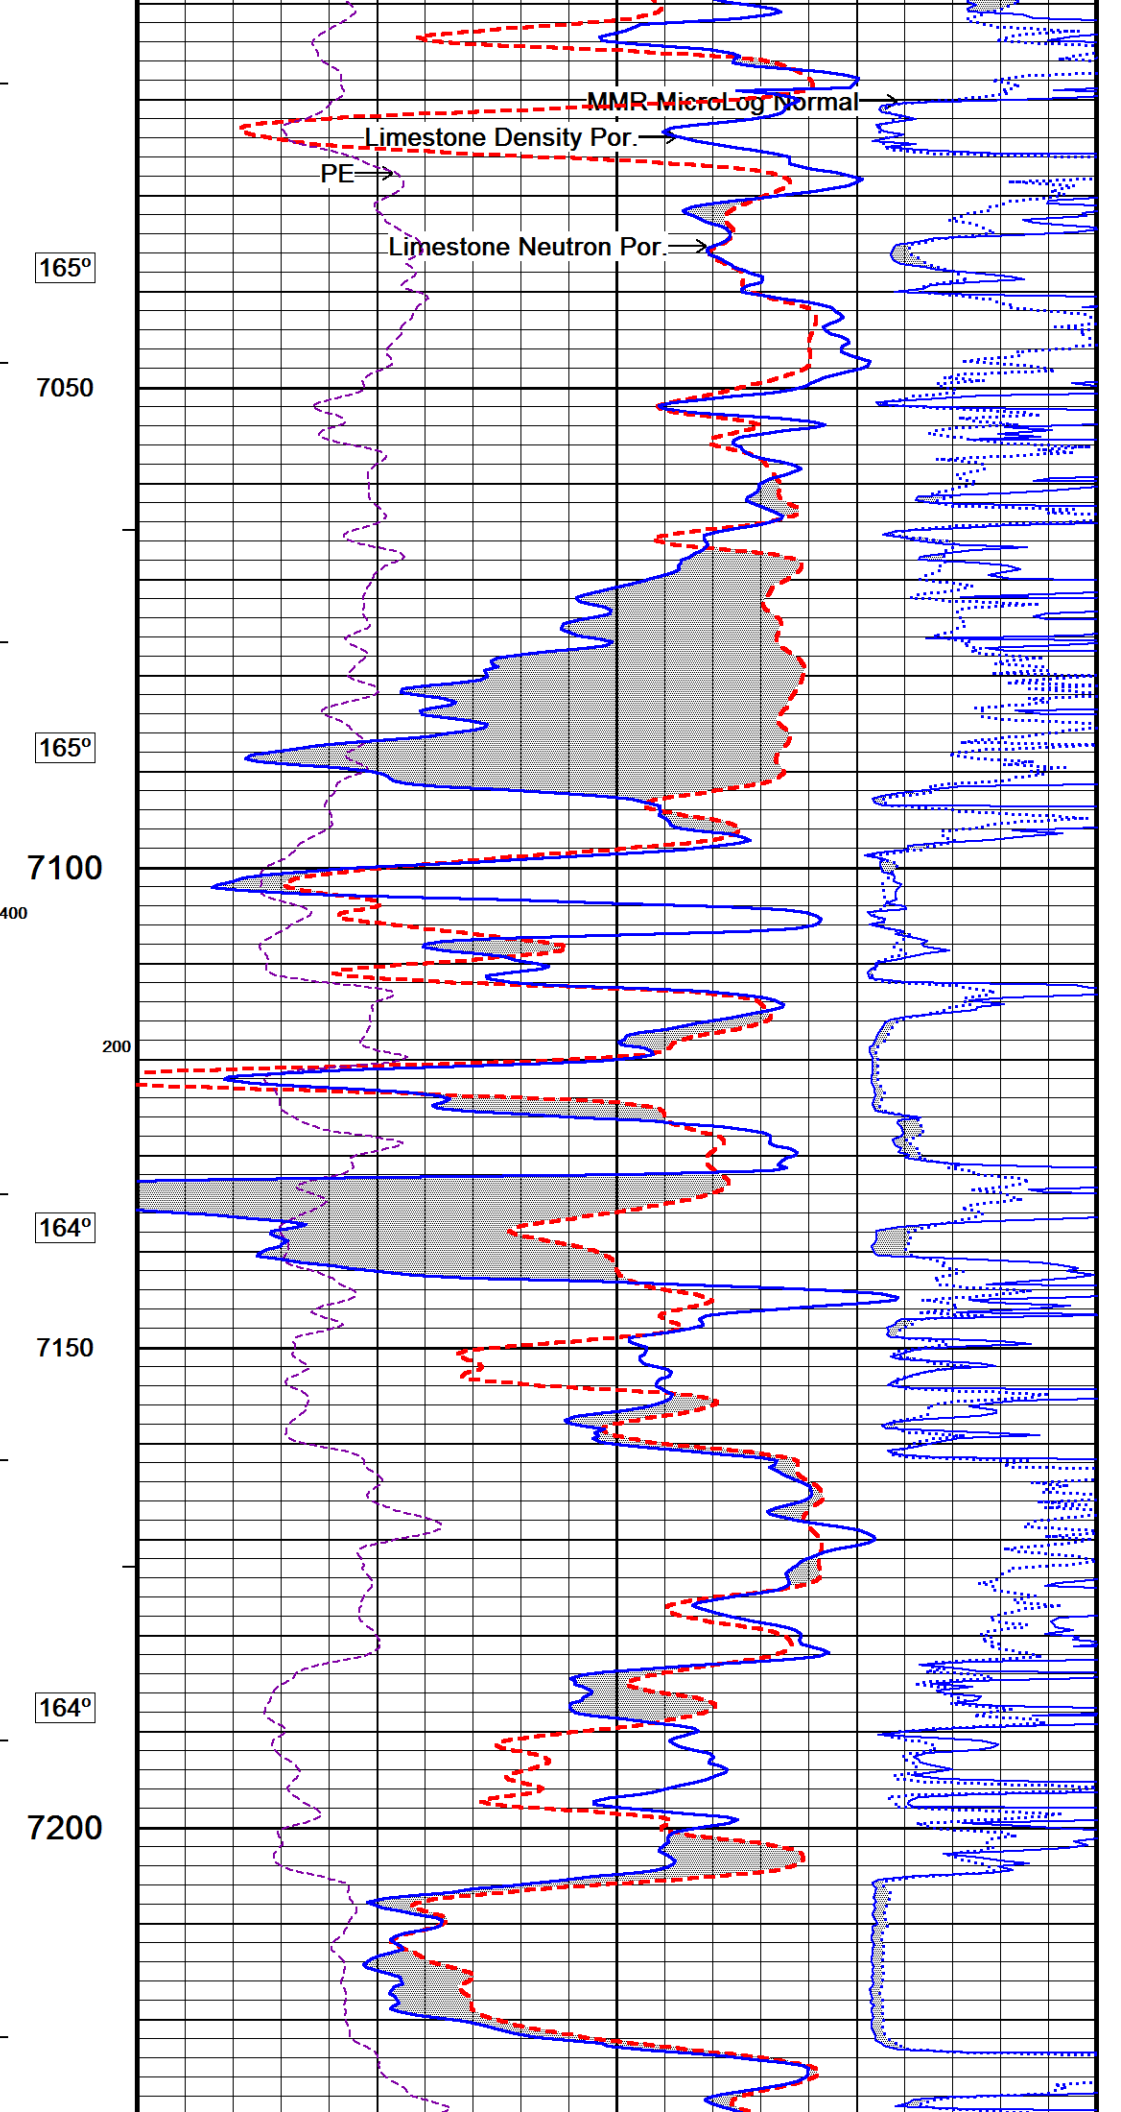 MMR MicroLog Normal
Limestone Density Por.
PE
Limestone Neutron Por.
165º
7050
165º
7100
400
200
164º
7150
164º
7200